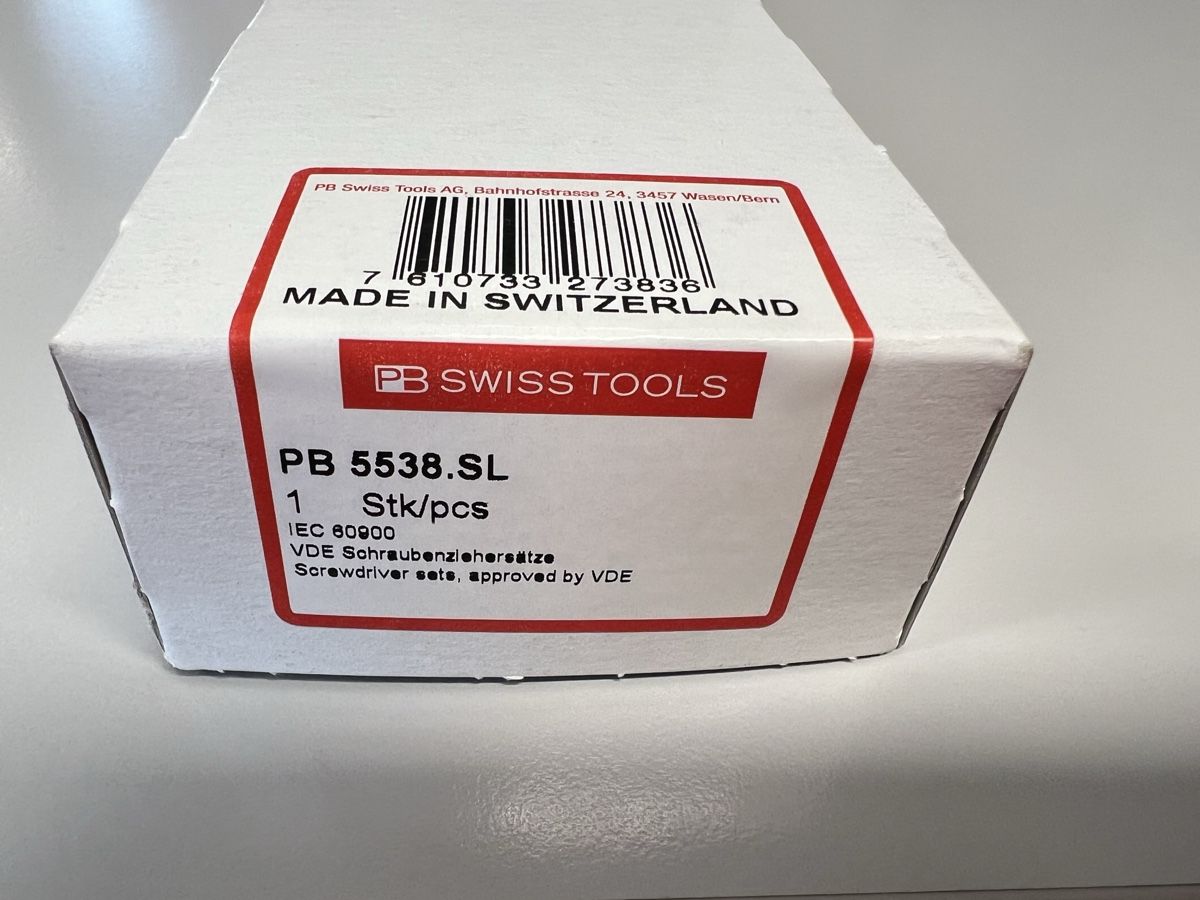 PB Swiss Tools AG, Bahnhofstrasse 24, 3457 Wasen/Bern
7 610733 273836
MADE IN SWITZERLAND
PB SWISS TOOLS
PB 5538.SL
1 Stk/pcs
IEC 60900
VDE Schraubenziehersätze
Screwdriver sets, approved by VDE